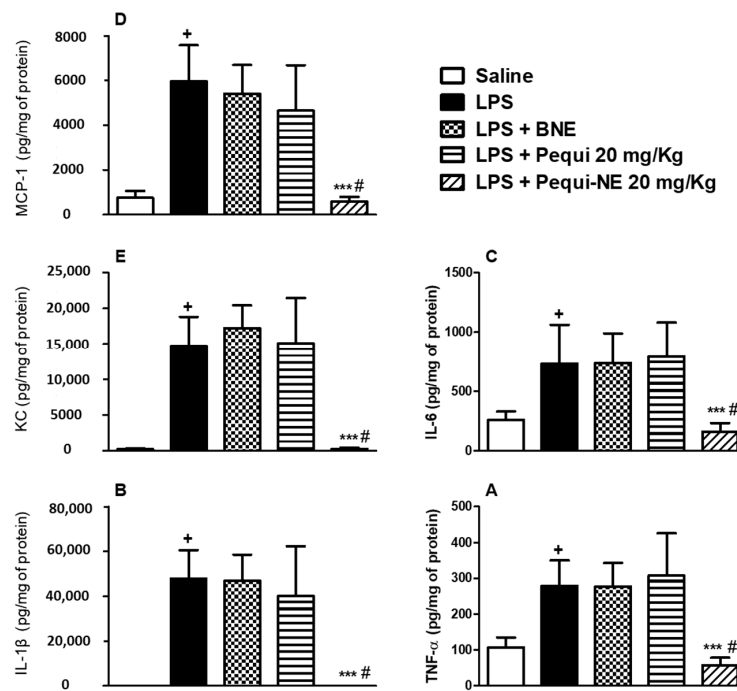 D
MCP-1 (pg/mg of protein)
8000
6000
4000
2000
0
+
***#
Saline
LPS
LPS + BNE
LPS + Pequi 20 mg/Kg
LPS + Pequi-NE 20 mg/Kg
E
KC (pg/mgof protein)
25,000
20,000
15,000
10,000
5000
0
+
***#
C
IL-6 (pg/mg of protein)
1500
1000
500
0
+
*** #
B
IL-1β (pg/mg of protein)
80,000
60,000
40,000
20,000
0
+
*** #
A
TNF-α (pg/mg of protein)
500
400
300
200
100
0
+
*** #